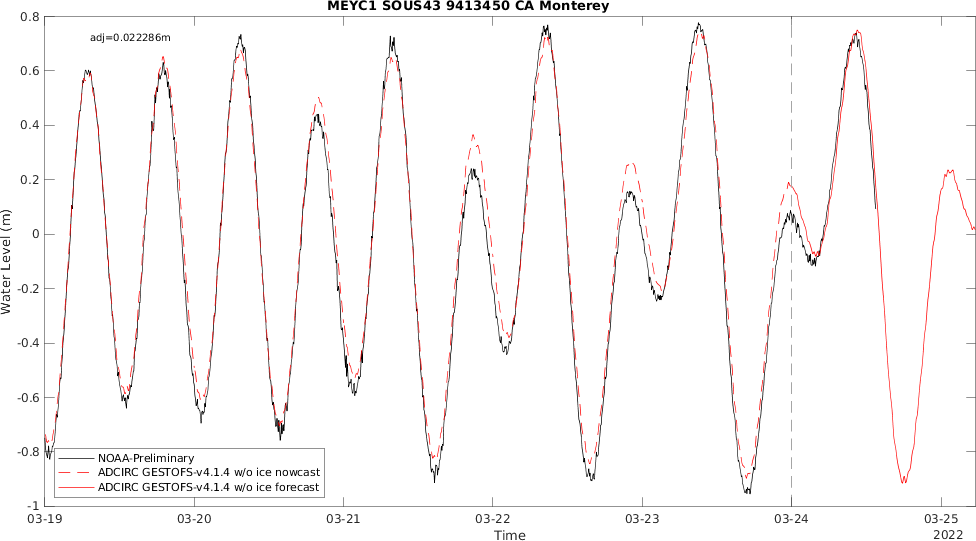 MEYC1 SOUS43 9413450 CA Monterey
adj=0.022286m
Water Level (m)
0.8
0.6
0.4
0.2
0
-0.2
-0.4
-0.6
-0.8
-1
NOAA-Preliminary
ADCIRC GESTOFS-v4.1.4 w/o ice nowcast
ADCIRC GESTOFS-v4.1.4 w/o ice forecast
03-19 03-20 03-21 03-22 03-23 03-24 03-25
Time
2022